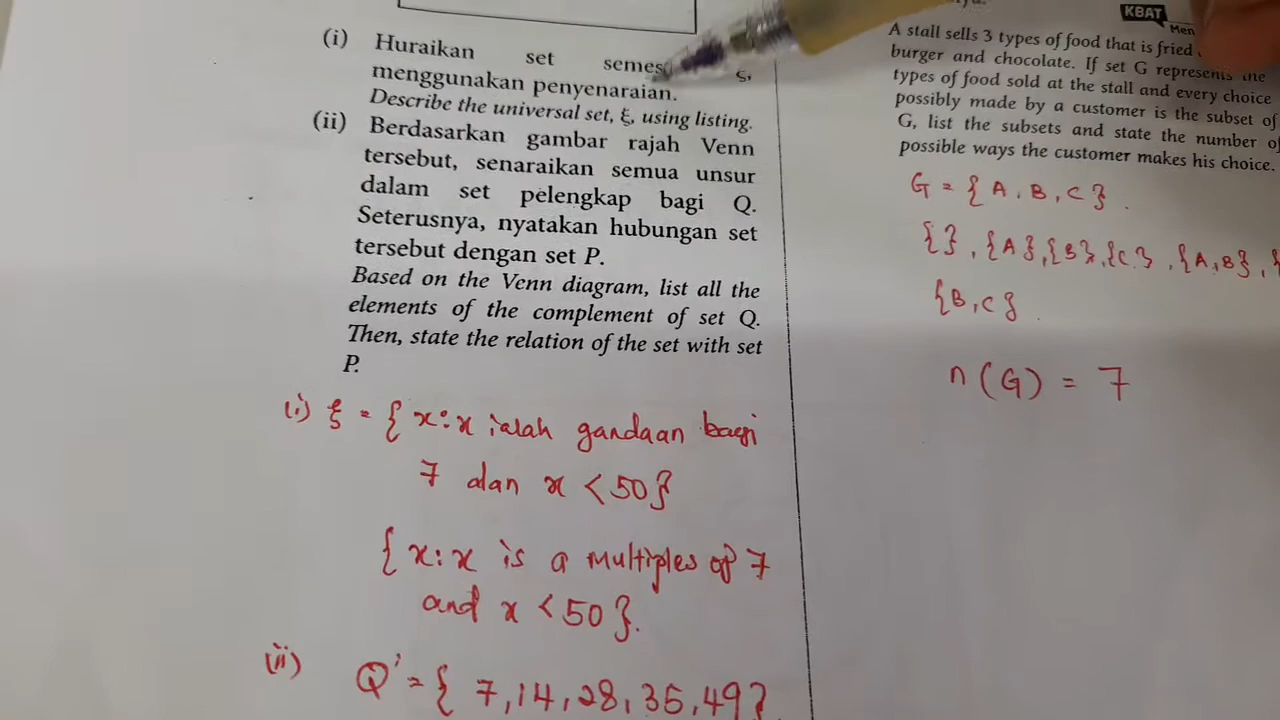 (i) Huraikan set semes ξ,
menggunakan penyenaraian.
Describe the universal set, ξ, using listing.
(ii) Berdasarkan gambar rajah Venn
tersebut, senaraikan semua unsur
dalam set pelengkap bagi Q.
Seterusnya, nyatakan hubungan set
tersebut dengan set P.
Based on the Venn diagram, list all the
elements of the complement of set Q.
Then, state the relation of the set with set
P.
(i) ξ = { x : x ialah gandaan bagi
7 dan x < 50}
{ x : x is a multiples of 7
and x < 50 }.
(ii) Q' = { 7, 14, 28, 35, 49}
KBAT
Men
A stall sells 3 types of food that is fried
burger and chocolate. If set G represents the
types of food sold at the stall and every choice
possibly made by a customer is the subset of
G, list the subsets and state the number of
possible ways the customer makes his choice.
G = { A, B, C } .
{ } , {A}, {B}, {C} , {A, B}, {
{B, C} .
n (G) = 7